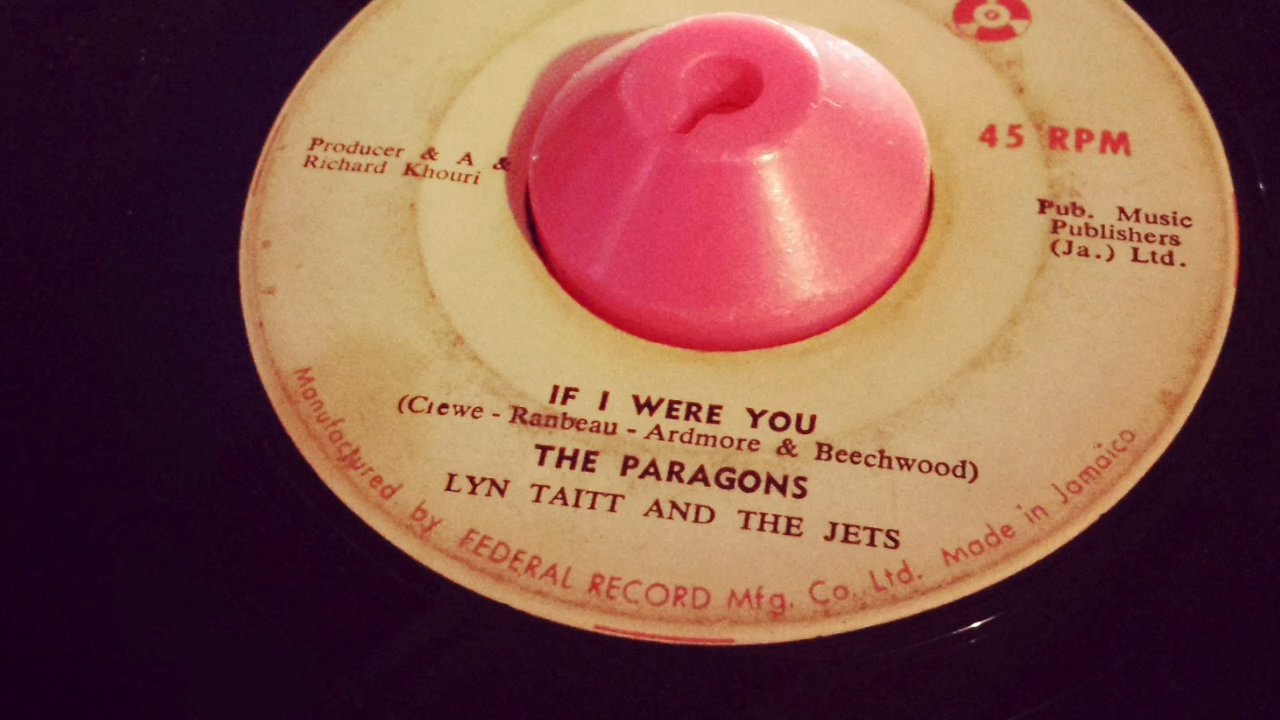 Producer & A &
Richard Khouri
45 RPM
Pub. Music
Publishers
(Ja.) Ltd.
IF I WERE YOU
(Crewe - Ranbeau - Ardmore & Beechwood)
THE PARAGONS
LYN TAITT AND THE JETS
Manufactured by FEDERAL RECORD Mfg. Co., Ltd. Made in Jamaica